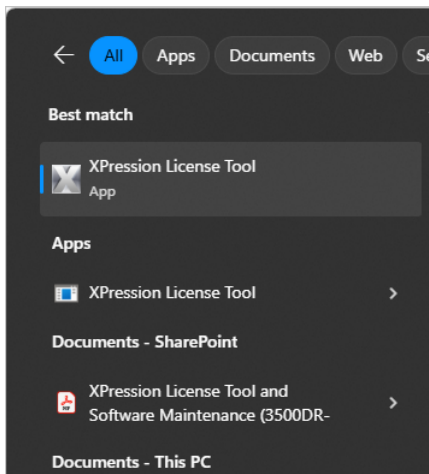 All Apps Documents Web Se
Best match
XPression License Tool
App
Apps
XPression License Tool
Documents - SharePoint
XPression License Tool and
Software Maintenance (3500DR-
Documents - This PC